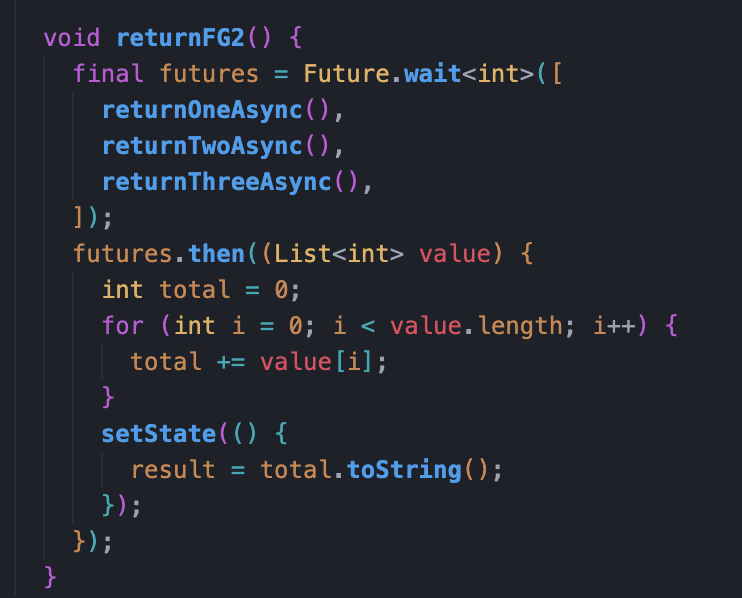 void returnFG2() {
  final futures = Future.wait<int>([
    returnOneAsync(),
    returnTwoAsync(),
    returnThreeAsync(),
  ]);
  futures.then((List<int> value) {
    int total = 0;
    for (int i = 0; i < value.length; i++) {
      total += value[i];
    }
    setState(() {
      result = total.toString();
    });
  });
}